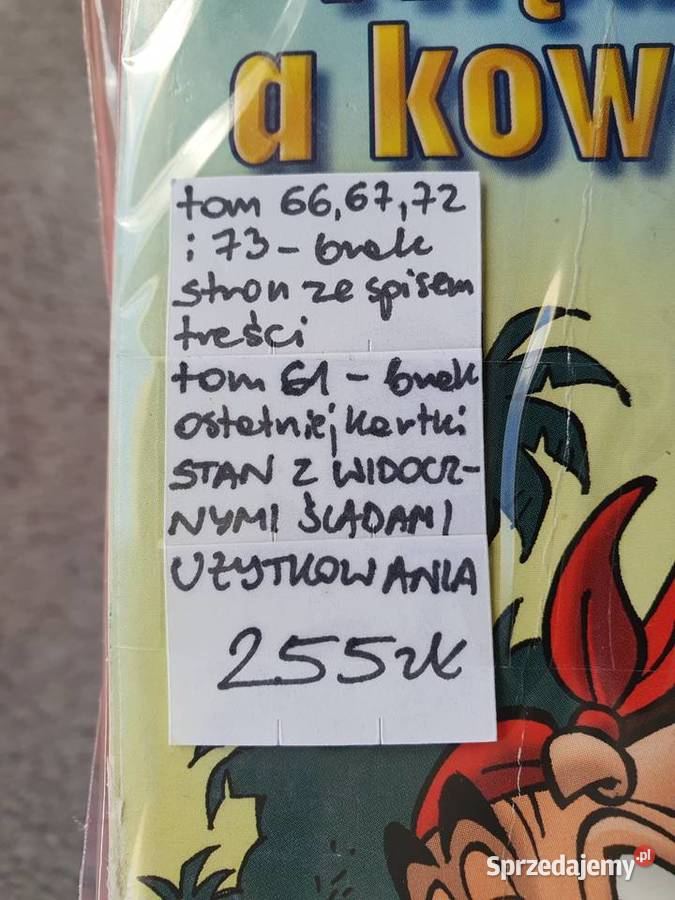 a kow
tom 66, 67, 72
i 73 - brak
stron ze spisem
treści
tom 61 - brak
ostatniej kartki
STAN Z WIDOCZ-
NYMI ŚLADAMI
UŻYTKOWANIA
255zł
Sprzedajemy.pl